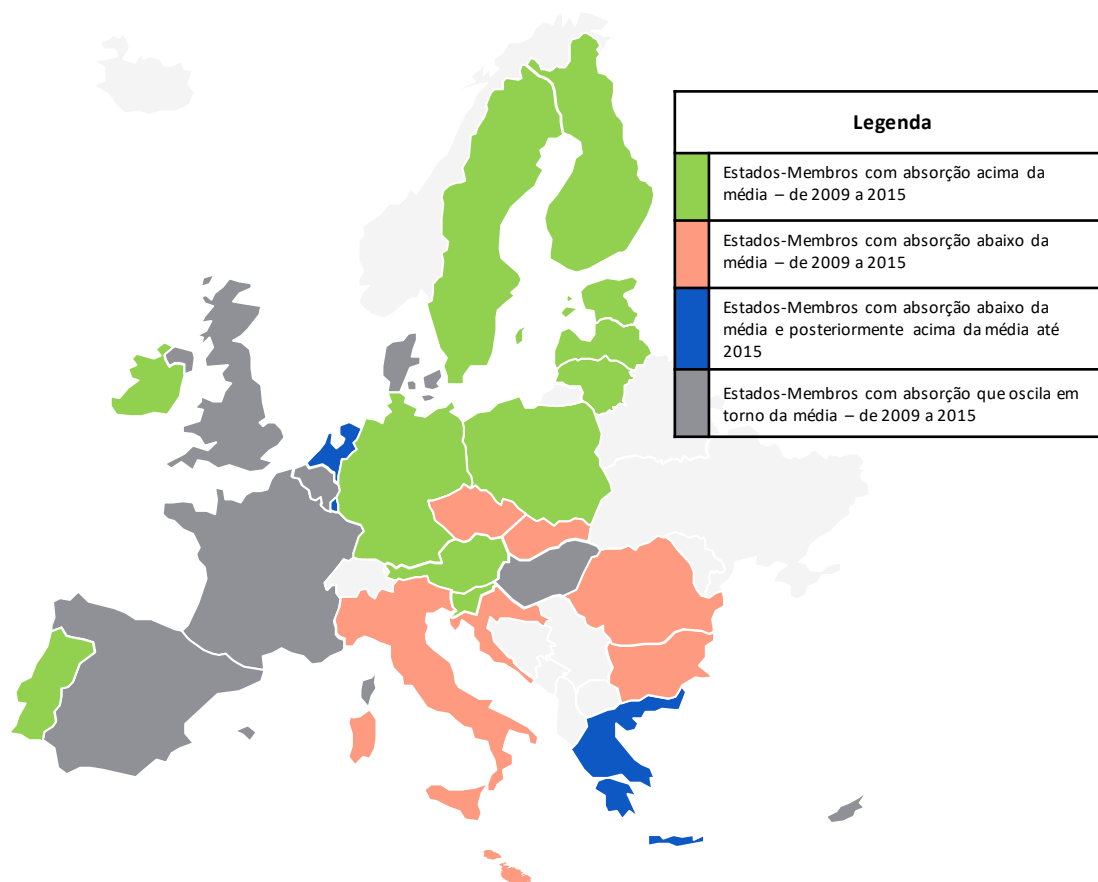 Legenda
Estados-Membros com absorção acima da
média – de 2009 a 2015
Estados-Membros com absorção abaixo da
média – de 2009 a 2015
Estados-Membros com absorção abaixo da
média e posteriormente acima da média até
2015
Estados-Membros com absorção que oscila em
torno da média – de 2009 a 2015